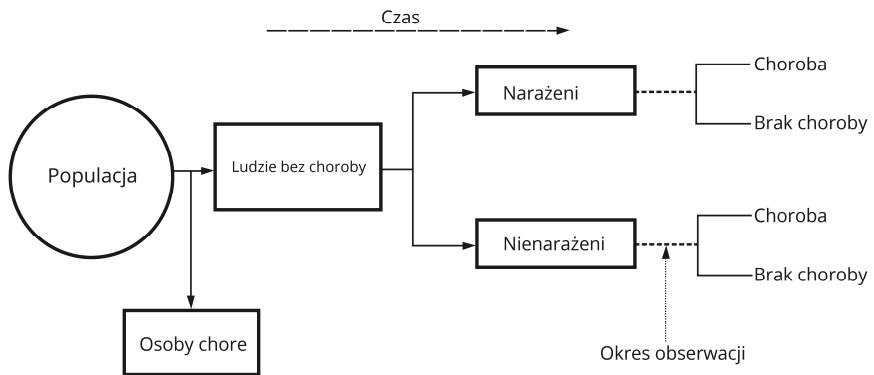 Czas
Choroba
Narażeni
Brak choroby
Ludzie bez choroby
Populacja
Choroba
Nienarażeni
Brak choroby
Osoby chore
Okres obserwacji